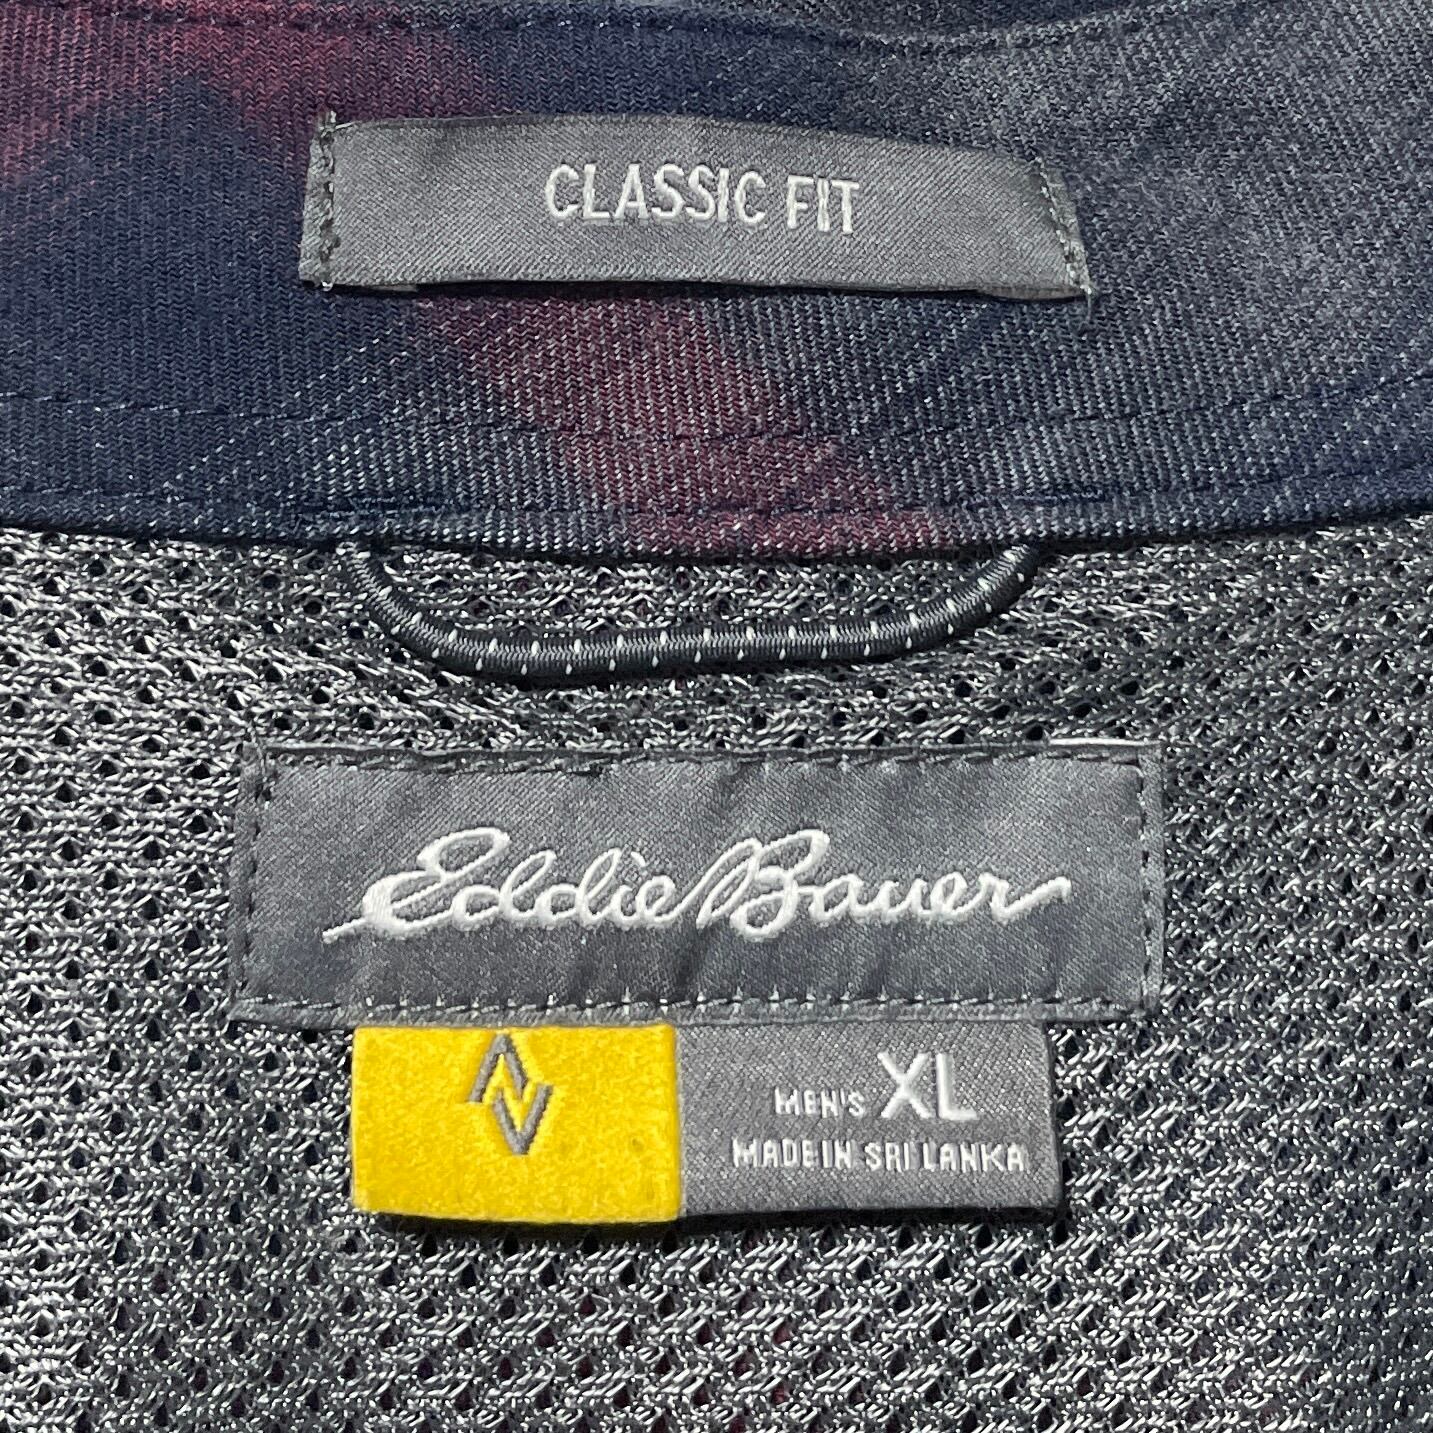 CLASSIC FIT
Eddie Bauer
MEN'S XL
MADE IN SRI LANKA